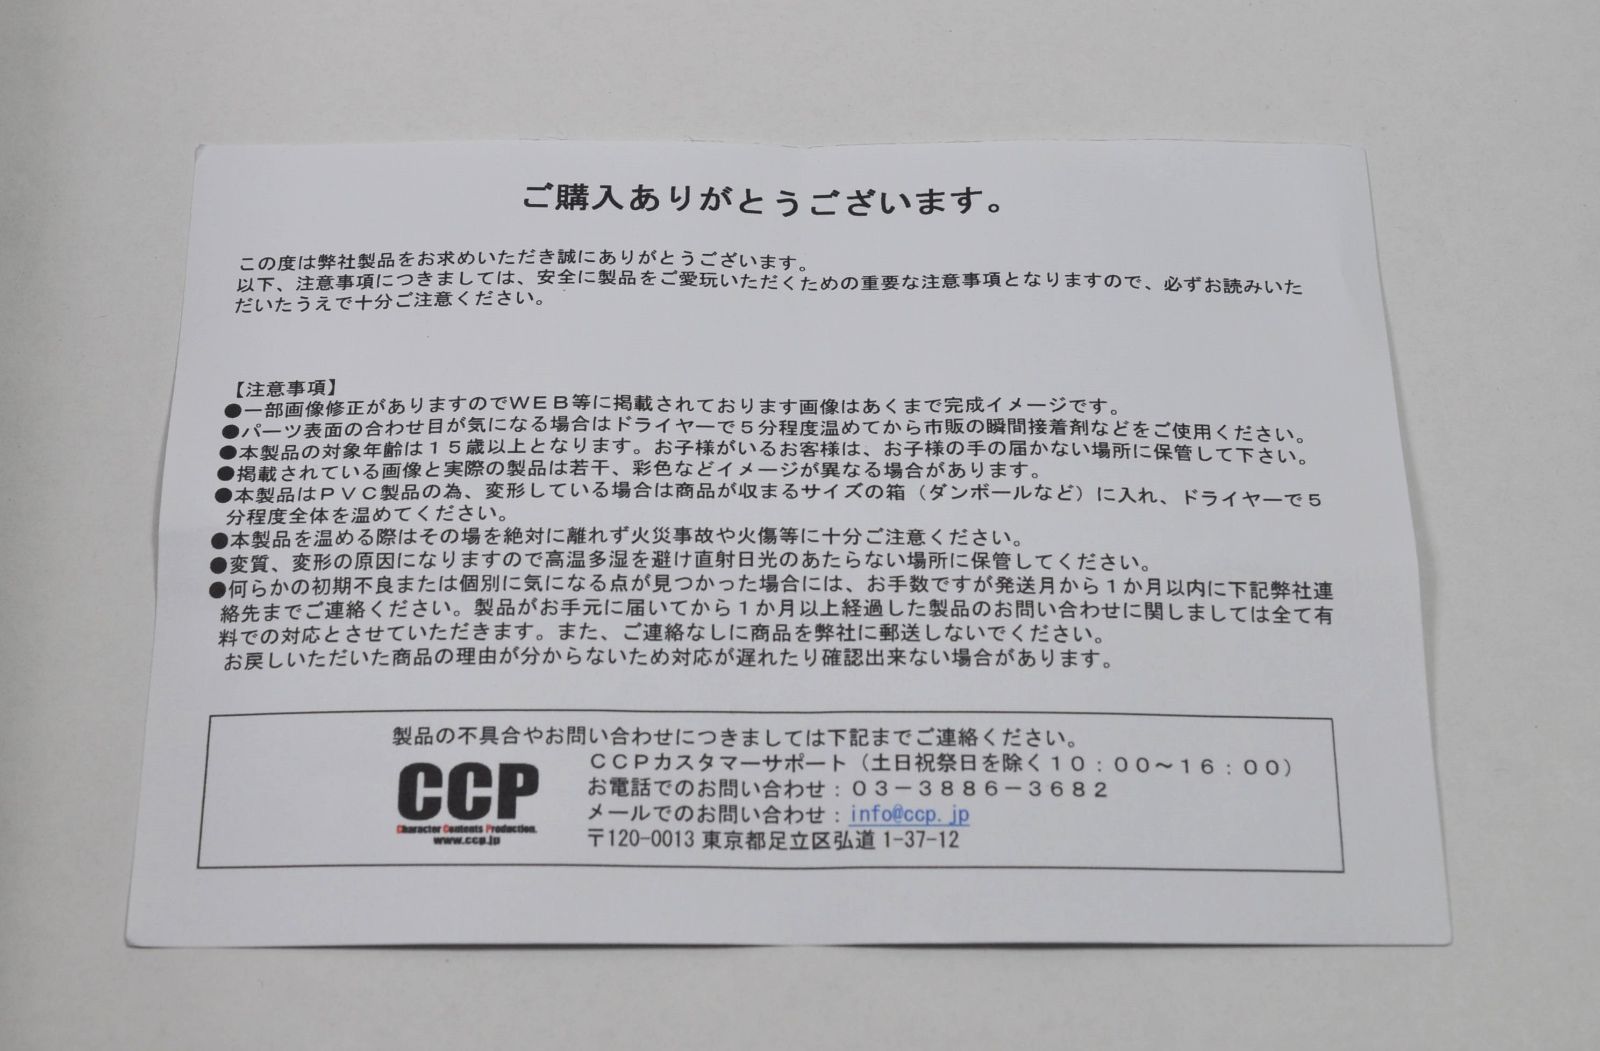 ご購入ありがとうございます。
この度は弊社製品をお求めいただき誠にありがとうございます。
以下、注意事項につきましては、安全に製品をご愛玩いただくための重要な注意事項となりますので、必ずお読みいた
だいたうえで十分ご注意ください。
【注意事項】
●一部画像修正がありますのでWEB等に掲載されております画像はあくまで完成イメージです。
●パーツ表面の合わせ目が気になる場合はドライヤーで５分程度温めてから市販の瞬間接着剤などをご使用ください。
●本製品の対象年齢は１５歳以上となります。お子様がいるお客様は、お子様の手の届かない場所に保管して下さい。
●掲載されている画像と実際の製品は若干、彩色などイメージが異なる場合があります。
●本製品はＰＶＣ製品の為、変形している場合は商品が収まるサイズの箱（ダンボールなど）に入れ、ドライヤーで５
分程度全体を温めてください。
●本製品を温める際はその場を絶対に離れず火災事故や火傷等に十分ご注意ください。
●変質、変形の原因になりますので高温多湿を避け直射日光のあたらない場所に保管してください。
●何らかの初期不良または個別に気になる点が見つかった場合には、お手数ですが発送月から１か月以内に下記弊社連
絡先までご連絡ください。製品がお手元に届いてから１か月以上経過した製品のお問い合わせに関しましては全て有
料での対応とさせていただきます。また、ご連絡なしに商品を弊社に郵送しないでください。
お戻しいただいた商品の理由が分からないため対応が遅れたり確認出来ない場合があります。
製品の不具合やお問い合わせにつきましては下記までご連絡ください。
CCP
Character Contents Production.
www.ccp.jp
ＣＣＰカスタマーサポート（土日祝祭日を除く１０：００～１６：００）
お電話でのお問い合わせ：０３－３８８６－３６８２
メールでのお問い合わせ：info@ccp.jp
〒120-0013 東京都足立区弘道 1-37-12